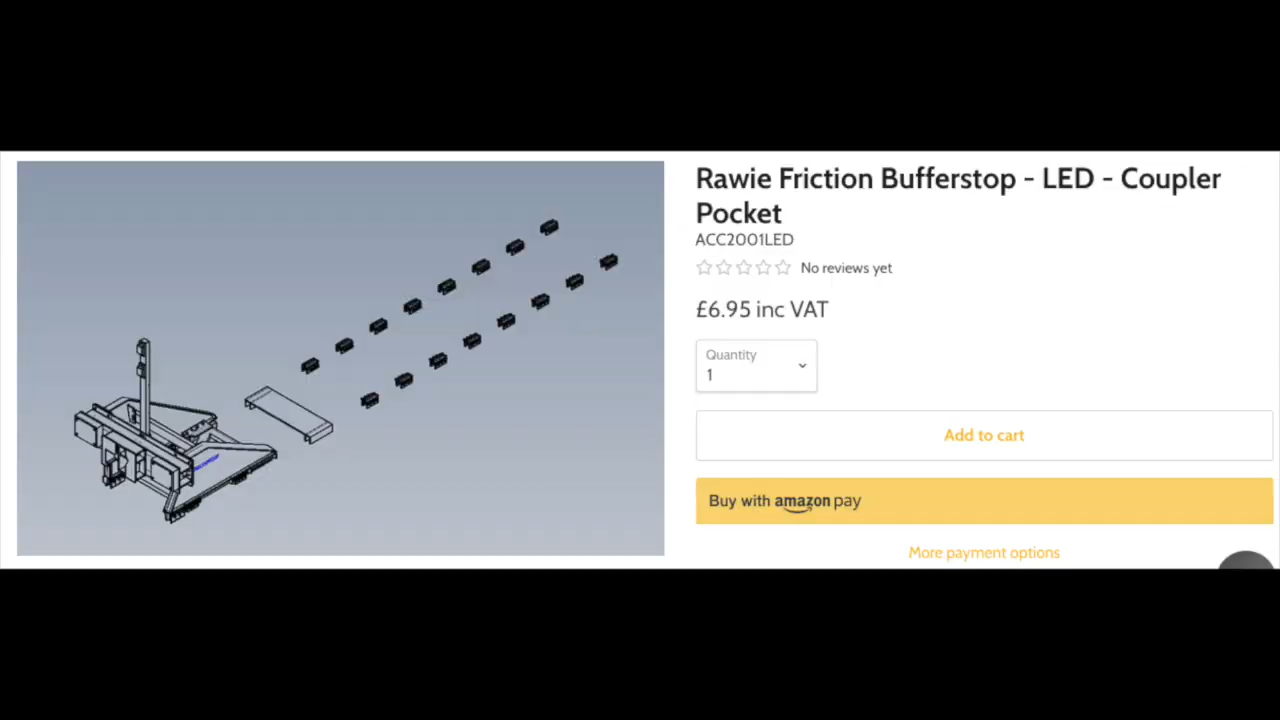 Rawie Friction Bufferstop - LED - Coupler
Pocket
ACC2001LED
No reviews yet
£6.95 inc VAT
Quantity
1
Add to cart
Buy with amazon pay
More payment options